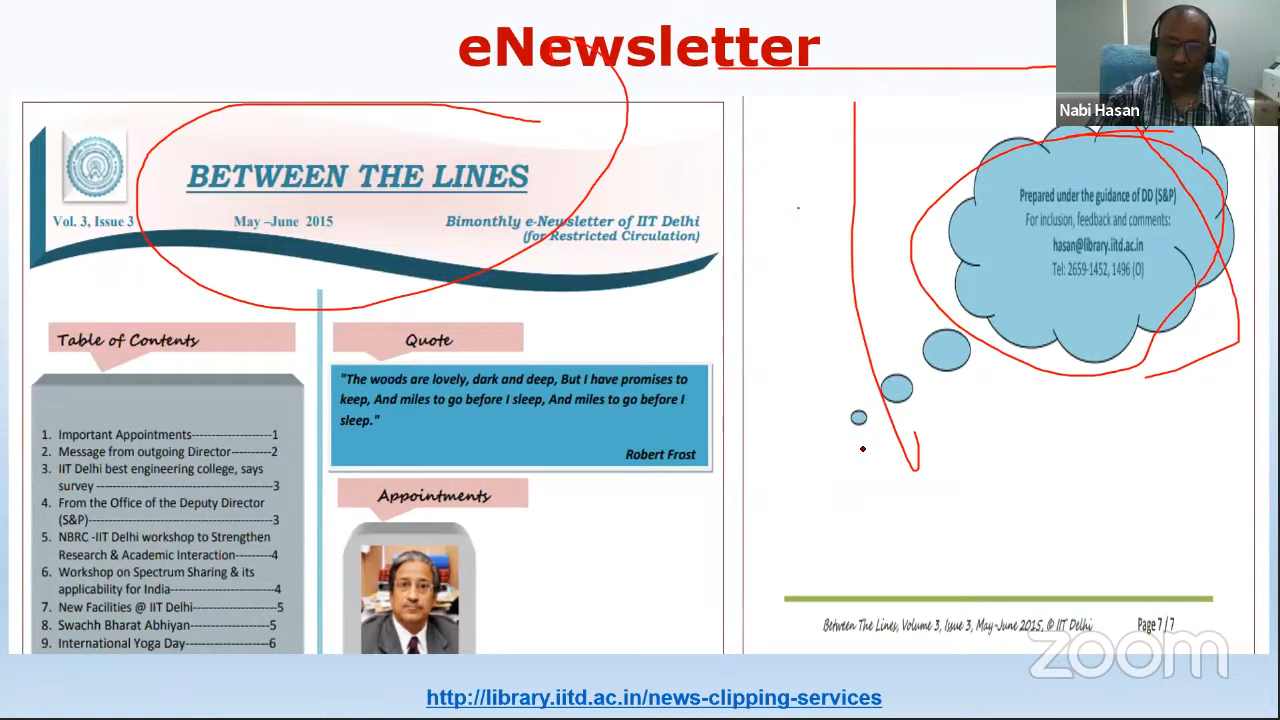 eNewsletter
Nabi Hasan
BETWEEN THE LINES
Vol. 3, Issue 3
May –June 2015
Bimonthly e-Newsletter of IIT Delhi
(for Restricted Circulation)
Table of Contents
1. Important Appointments----------------------1
2. Message from outgoing Director----------2
3. IIT Delhi best engineering college, says
survey -----------------------------------------3
4. From the Office of the Deputy Director
(S&P)-------------------------------------------3
5. NBRC -IIT Delhi workshop to Strengthen
Research & Academic Interaction---------4
6. Workshop on Spectrum Sharing & its
applicability for India-------------------------4
7. New Facilities @ IIT Delhi---------------------5
8. Swachh Bharat Abhiyan---------------------5
9. International Yoga Day----------------------6
Quote
"The woods are lovely, dark and deep, But I have promises to
keep, And miles to go before I sleep, And miles to go before I
sleep."
Robert Frost
Appointments
Prepared under the guidance of DD (S&P)
For inclusion, feedback and comments:
hasan@library.iitd.ac.in
Tel: 2659-1452, 1496 (O)
Between The Lines, Volume 3, Issue 3, May-June 2015, @ IIT Delhi
Page 7 / 7
zoom
http://library.iitd.ac.in/news-clipping-services